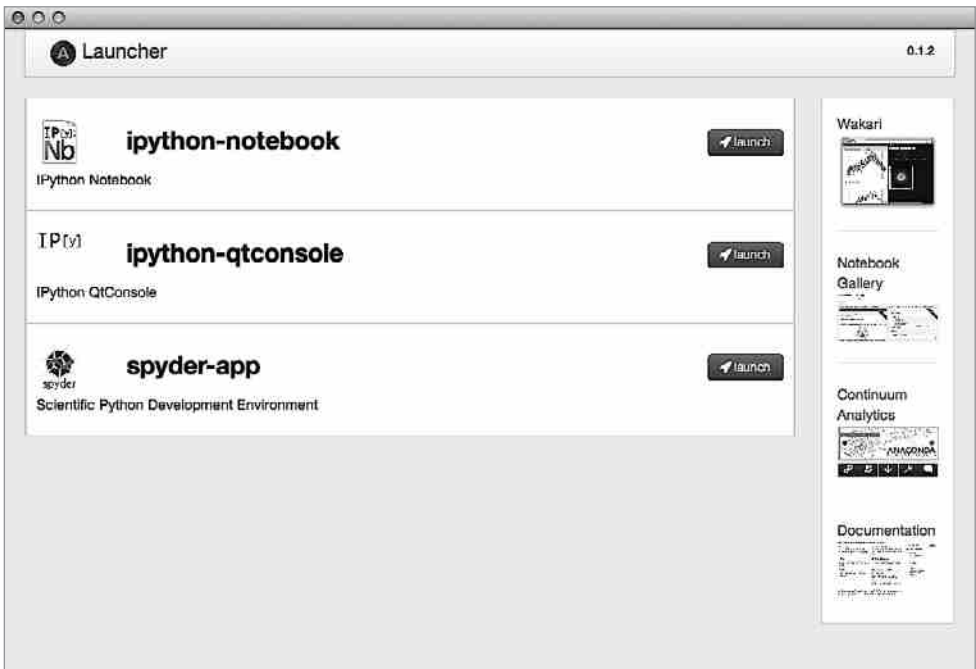 A Launcher
0.1.2
IP[y]:
Nb
ipython-notebook
launch
IPython Notebook
IP[y]
ipython-qtconsole
launch
IPython QtConsole
spyder
spyder-app
launch
Scientific Python Development Environment
Wakari
Notebook
Gallery
Continuum
Analytics
ANACONDA
Documentation